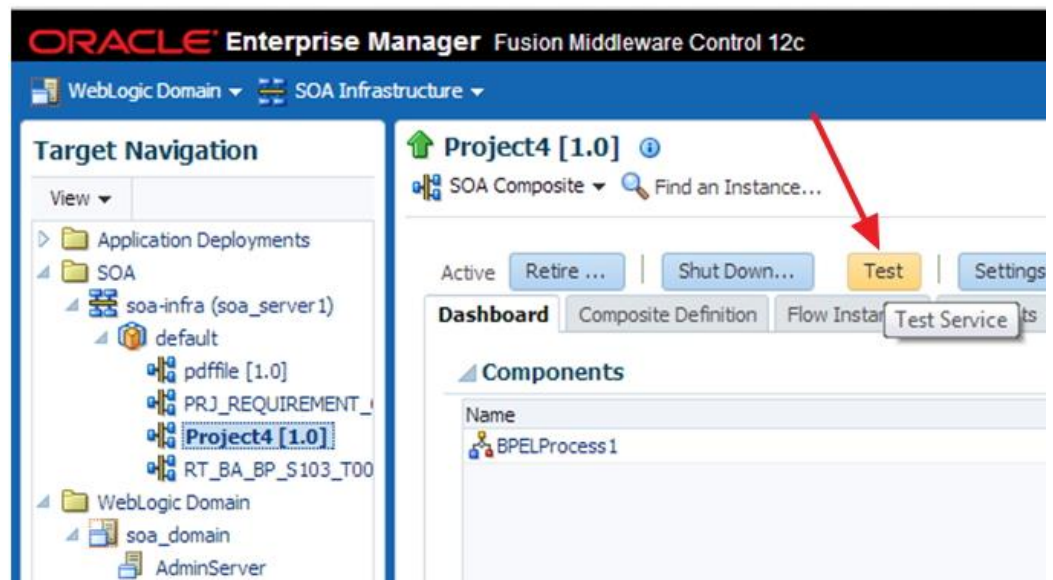 ORACLE Enterprise Manager Fusion Middleware Control 12c
WebLogic Domain SOA Infrastructure
Target Navigation
View
Application Deployments
SOA
soa-infra (soa_server1)
default
pdffile [1.0]
PRJ_REQUIREMENT_
Project4 [1.0]
RT_BA_BP_S103_T00
WebLogic Domain
soa_domain
AdminServer
Project4 [1.0]
SOA Composite Find an Instance...
Active Retire ... | Shut Down... Test | Settings
Dashboard Composite Definition Flow Instan ts
Test Service
Components
Name
BPELProcess1